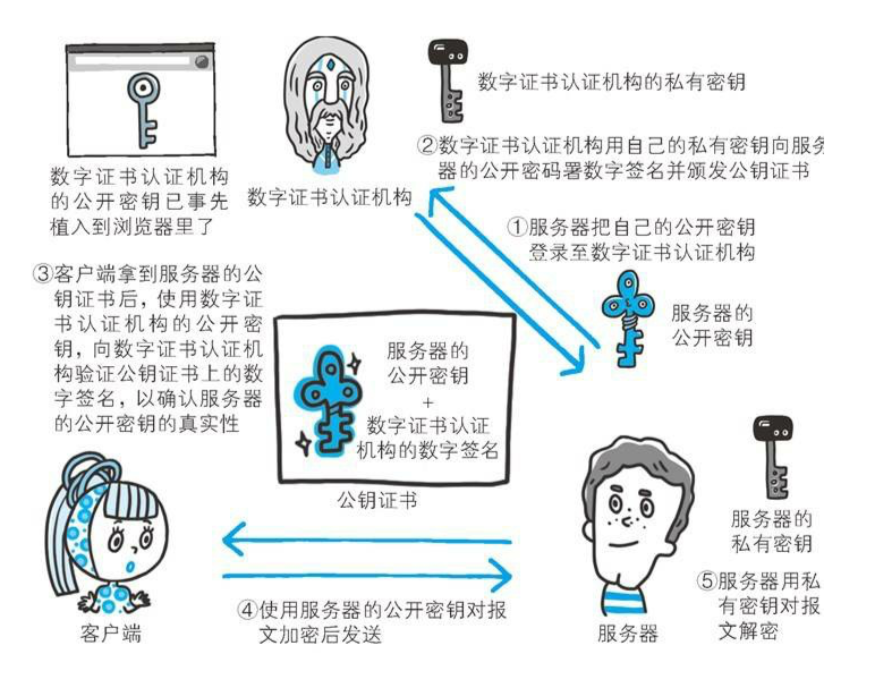 数字证书认证机构的私有密钥
②数字证书认证机构用自己的私有密钥向服务
器的公开密码署数字签名并颁发公钥证书
数字证书认证机构
的公开密钥已事先
植入到浏览器里了
数字证书认证机构
①服务器把自己的公开密钥
登录至数字证书认证机构
③客户端拿到服务器的公
钥证书后，使用数字证
书认证机构的公开密
钥，向数字证书认证机
构验证公钥证书上的数
字签名，以确认服务器
的公开密钥的真实性
服务器的
公开密钥
服务器的
公开密钥
+
数字证书认证
机构的数字签名
公钥证书
服务器的
私有密钥
④使用服务器的公开密钥对报
文加密后发送
⑤服务器用私
有密钥对报
文解密
客户端
服务器